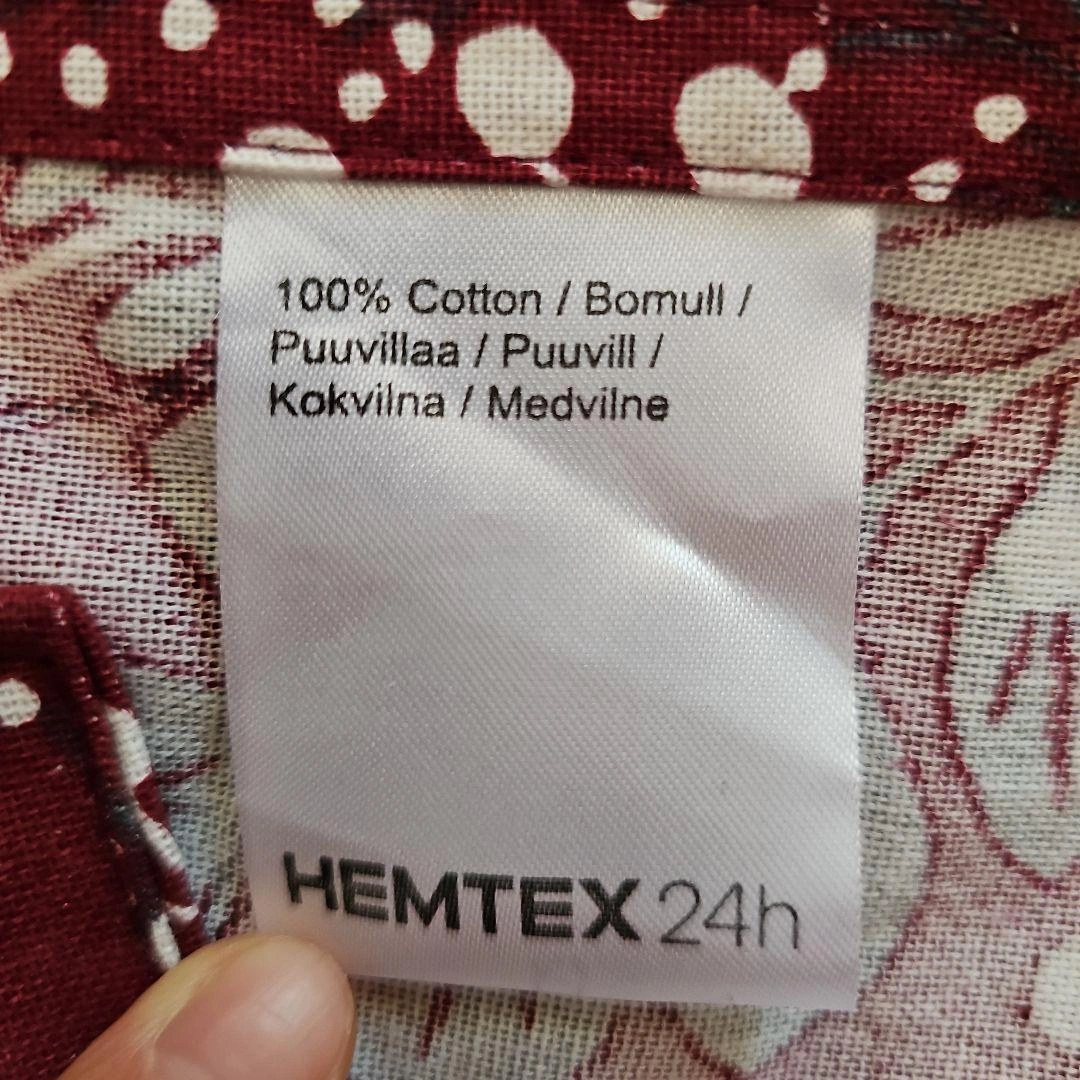 100% Cotton / Bomull /
Puuvillaa / Puuvill /
Kokvilna / Medvilne
HEMTEX 24h